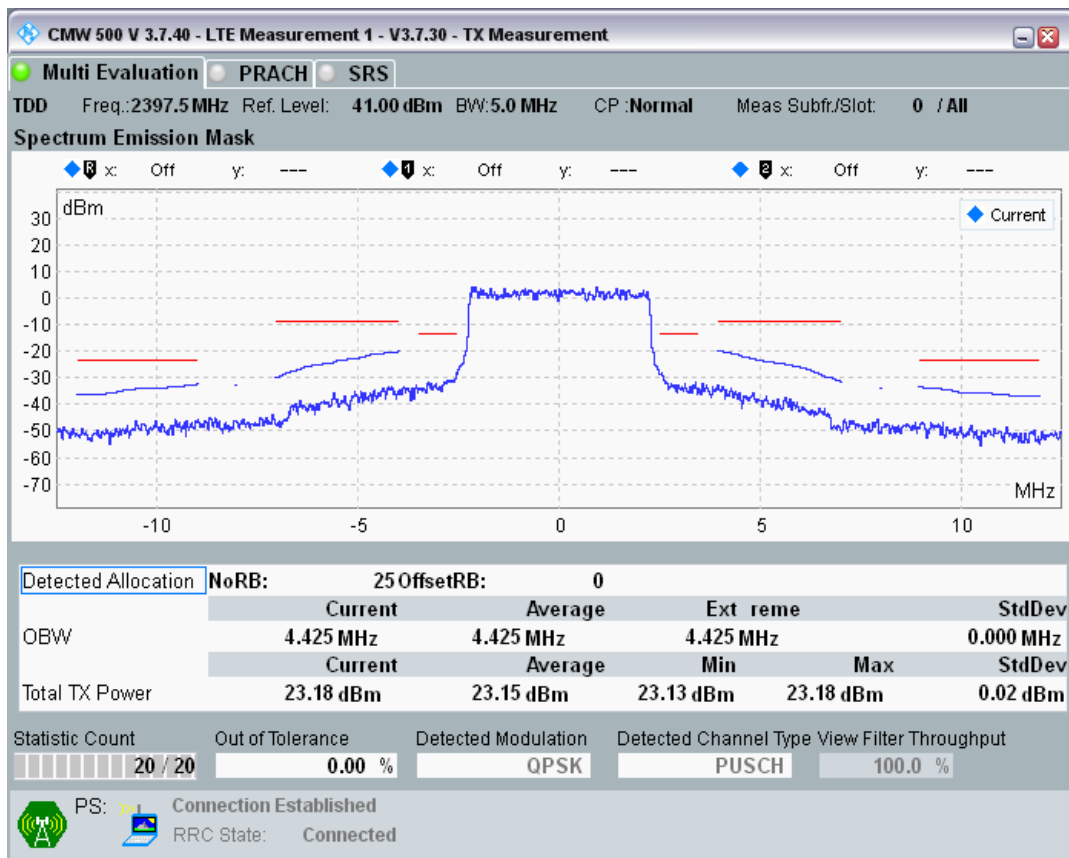 CMW 500 V 3.7.40 - LTE Measurement 1 - V3.7.30 - TX Measurement
Multi Evaluation PRACH SRS
TDD Freq.:2397.5 MHz Ref. Level: 41.00 dBm BW:5.0 MHz CP :Normal Meas Subfr./Slot: 0 / All
Spectrum Emission Mask
R x: Off y: --- 1 x: Off y: --- 2 x: Off y: ---
dBm
Current
30
20
10
0
-10
-20
-30
-40
-50
-60
-70
MHz
-10 -5 0 5 10
Detected Allocation NoRB: 25 OffsetRB: 0
Current Average Ext reme StdDev
OBW 4.425 MHz 4.425 MHz 4.425 MHz 0.000 MHz
Current Average Min Max StdDev
Total TX Power 23.18 dBm 23.15 dBm 23.13 dBm 23.18 dBm 0.02 dBm
Statistic Count Out of Tolerance Detected Modulation Detected Channel Type View Filter Throughput
20 / 20 0.00 % QPSK PUSCH 100.0 %
PS: Connection Established
RRC State: Connected